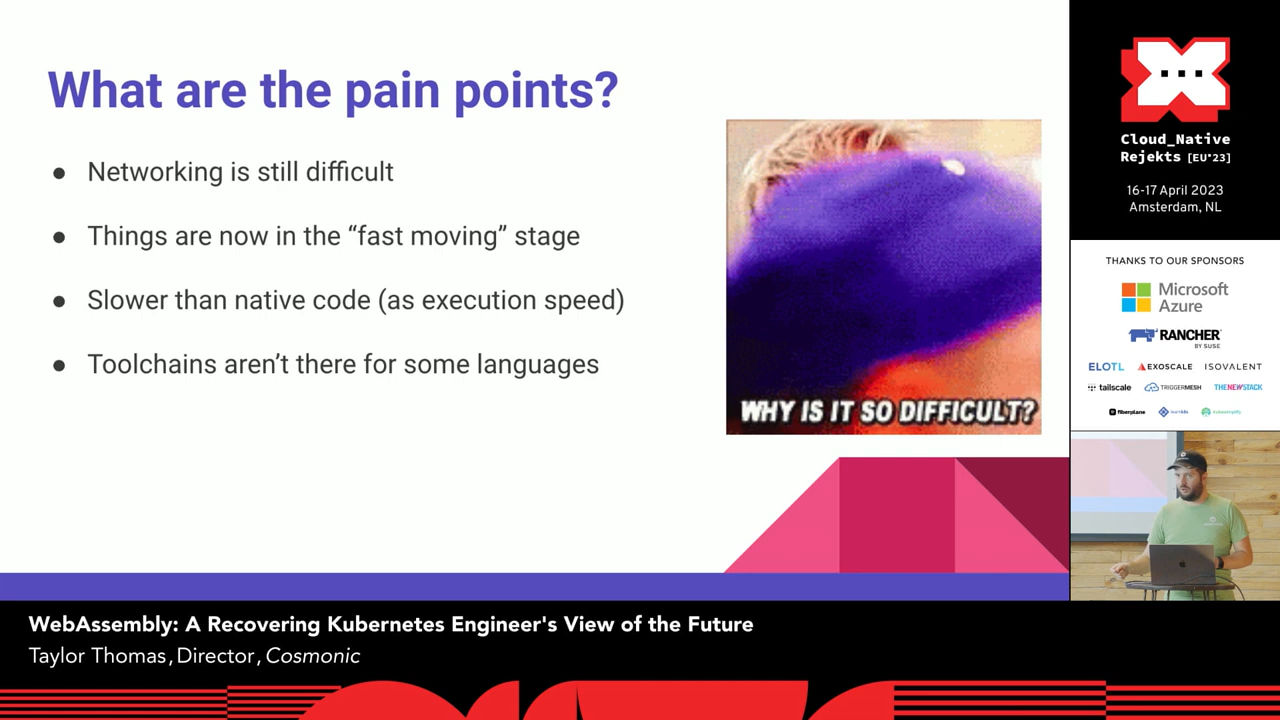 What are the pain points?
● Networking is still difficult
● Things are now in the “fast moving” stage
● Slower than native code (as execution speed)
● Toolchains aren’t there for some languages
WHY IS IT SO DIFFICULT?
Cloud_Native
Rejekts [EU*23]
16-17 April 2023
Amsterdam, NL
THANKS TO OUR SPONSORS
Microsoft
Azure
RANCHER
BY SUSE
ELOTL EXOSCALE ISOVALENT
tailscale TRIGGERMESH THENEWSTACK
fiberplane
WebAssembly: A Recovering Kubernetes Engineer's View of the Future
Taylor Thomas, Director, Cosmonic